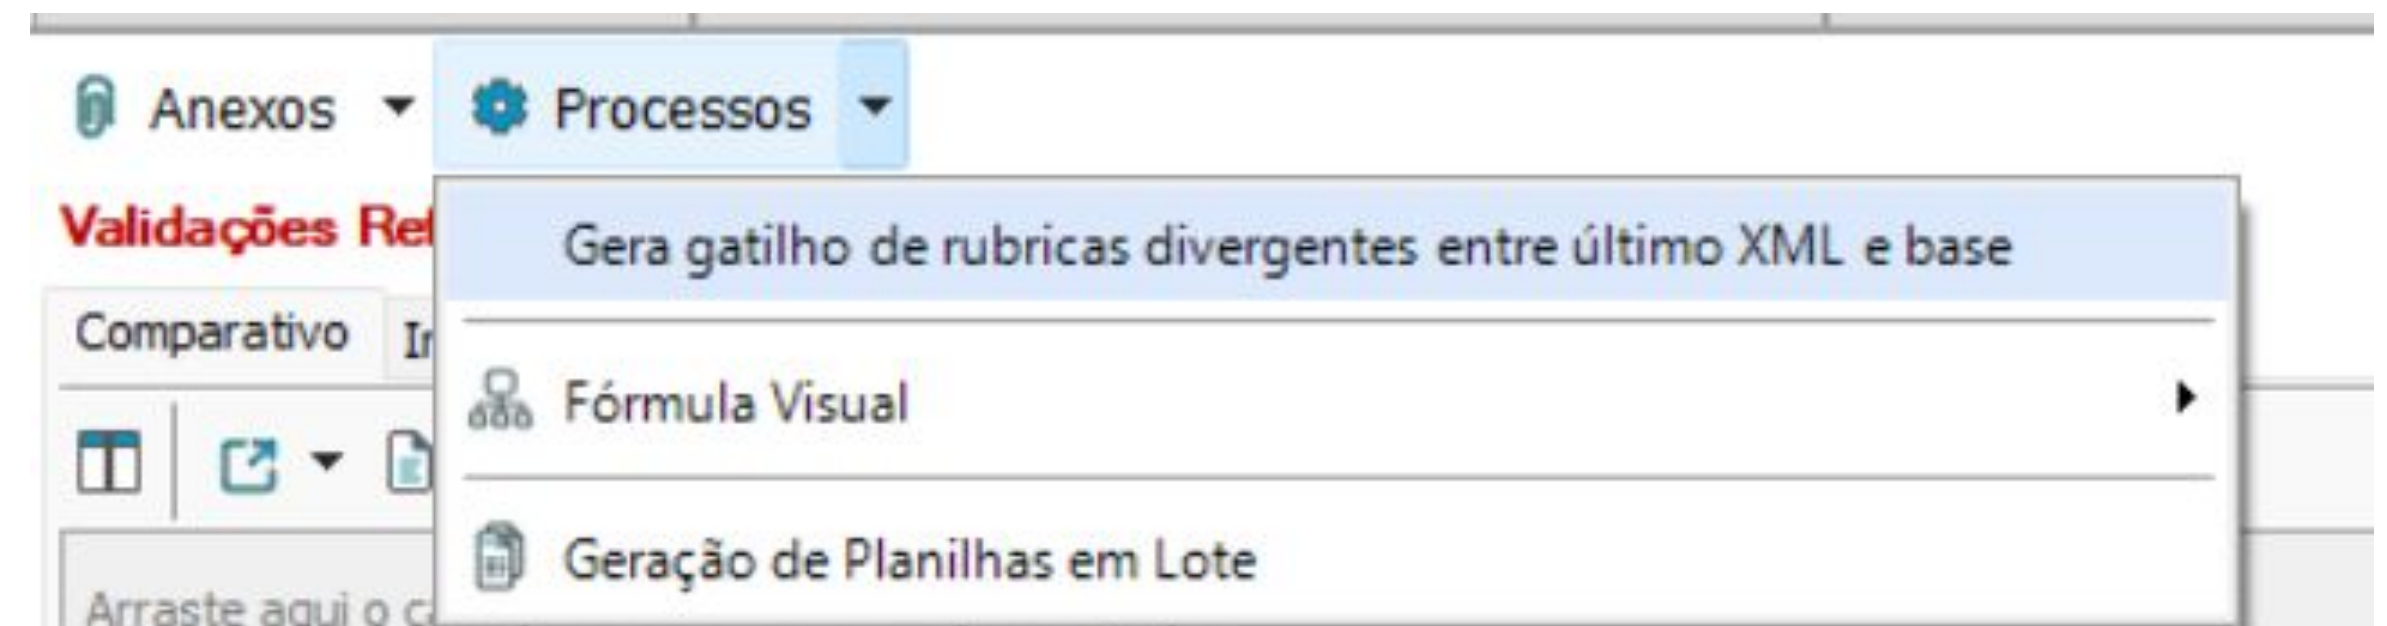 Anexos Processos
Validações
Gera gatilho de rubricas divergentes entre último XML e base
Comparativo
Fórmula Visual
Geração de Planilhas em Lote
Arraste aqui o